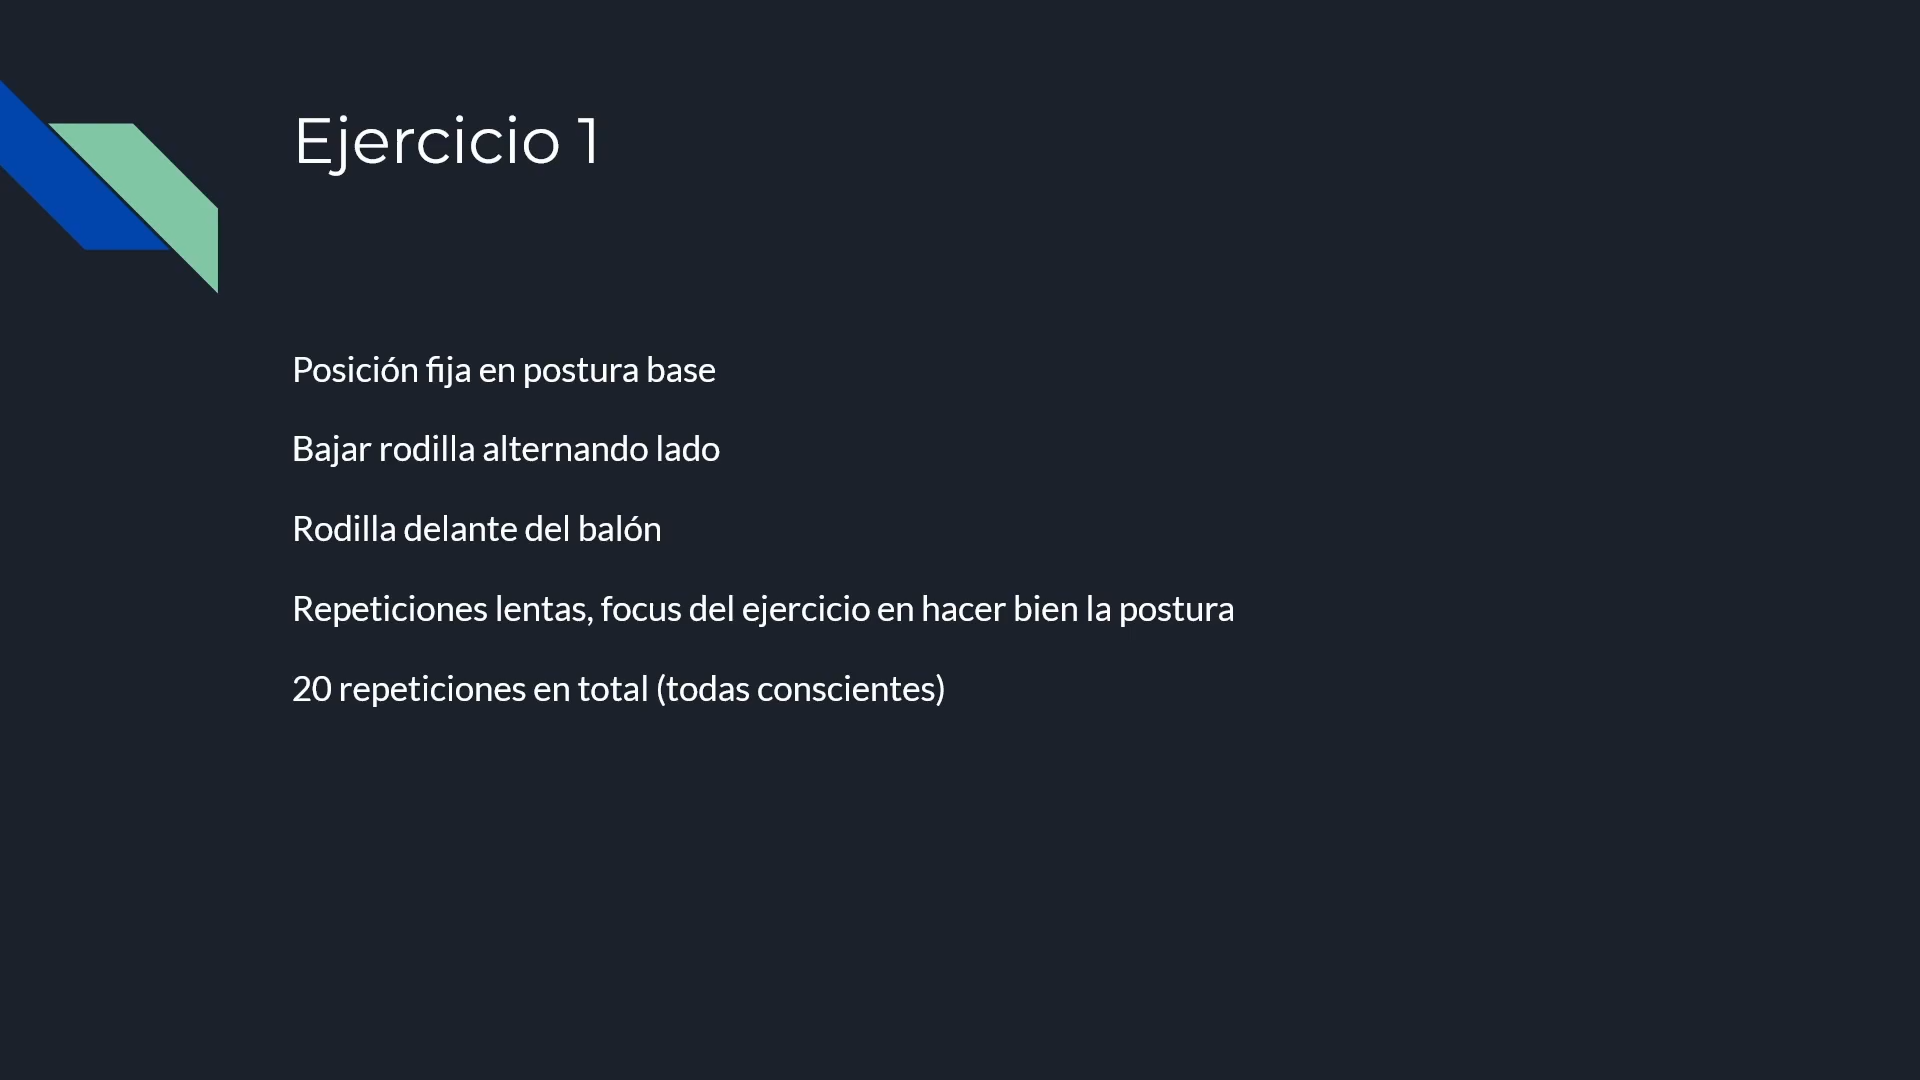 Ejercicio 1
Posición fija en postura base
Bajar rodilla alternando lado
Rodilla delante del balón
Repeticiones lentas, focus del ejercicio en hacer bien la postura
20 repeticiones en total (todas conscientes)